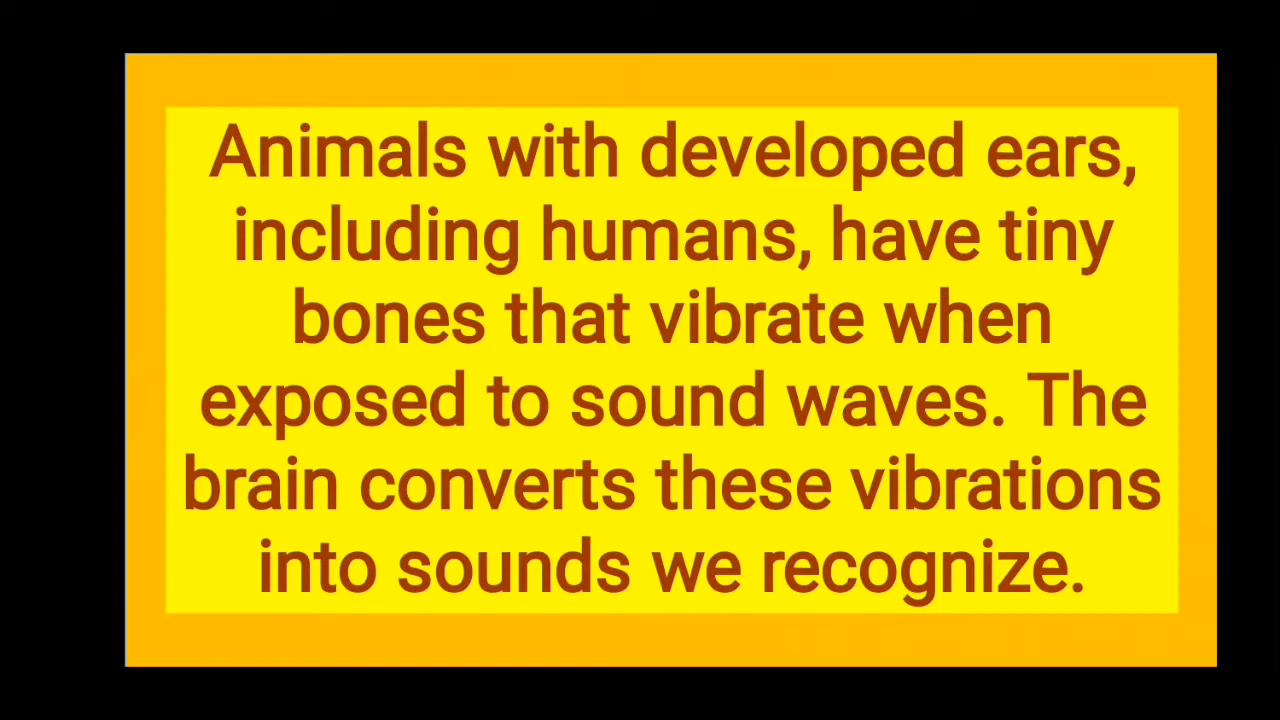 Animals with developed ears,
including humans, have tiny
bones that vibrate when
exposed to sound waves. The
brain converts these vibrations
into sounds we recognize.